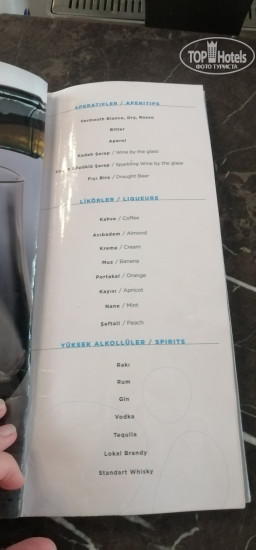 TOP Hotels
ФОТО ТУРИСТА
APERATIFLER / APERITIFS
Vermouth Bianco, Dry, Rosso
Bitter
Aperol
Kadeh Şarap / Wine by the glass
Köpüklü Şarap / Sparkling Wine by the glass
Fıçı Bira / Draught Beer
LİKÖRLER / LIQUEURS
Kahve / Coffee
Acıbadem / Almond
Krema / Cream
Muz / Banana
Portakal / Orange
Kayısı / Apricot
Nane / Mint
Şeftali / Peach
YÜKSEK ALKOLLÜLER / SPIRITS
Rakı
Rum
Gin
Vodka
Tequila
Lokal Brandy
Standart Whisky